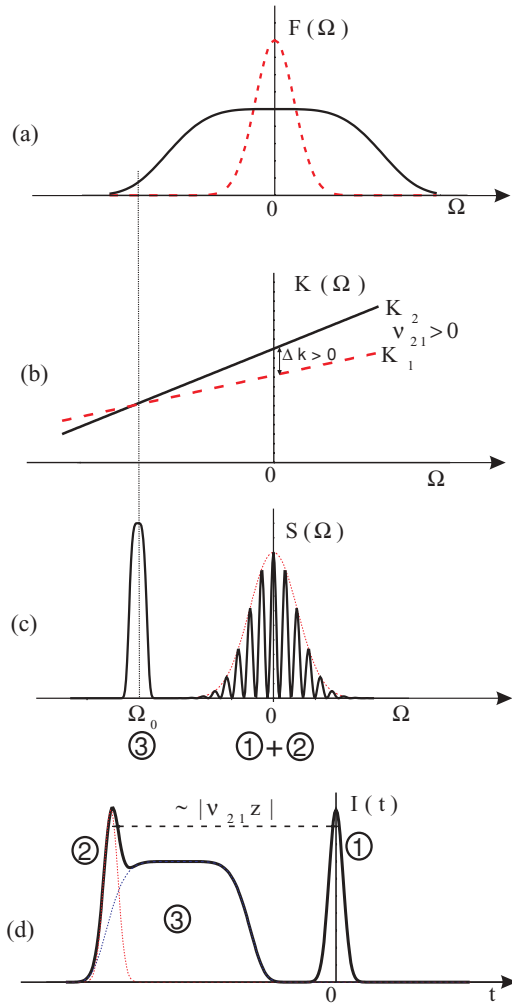 F(Ω)
(a)
0
Ω
K(Ω)
K₂
ν₂₁>0
Δk>0
K₁
(b)
0
Ω
S(Ω)
(c)
Ω₀
0
Ω
③
①+②
~|ν₂₁z|
I(t)
②
①
③
(d)
0
t